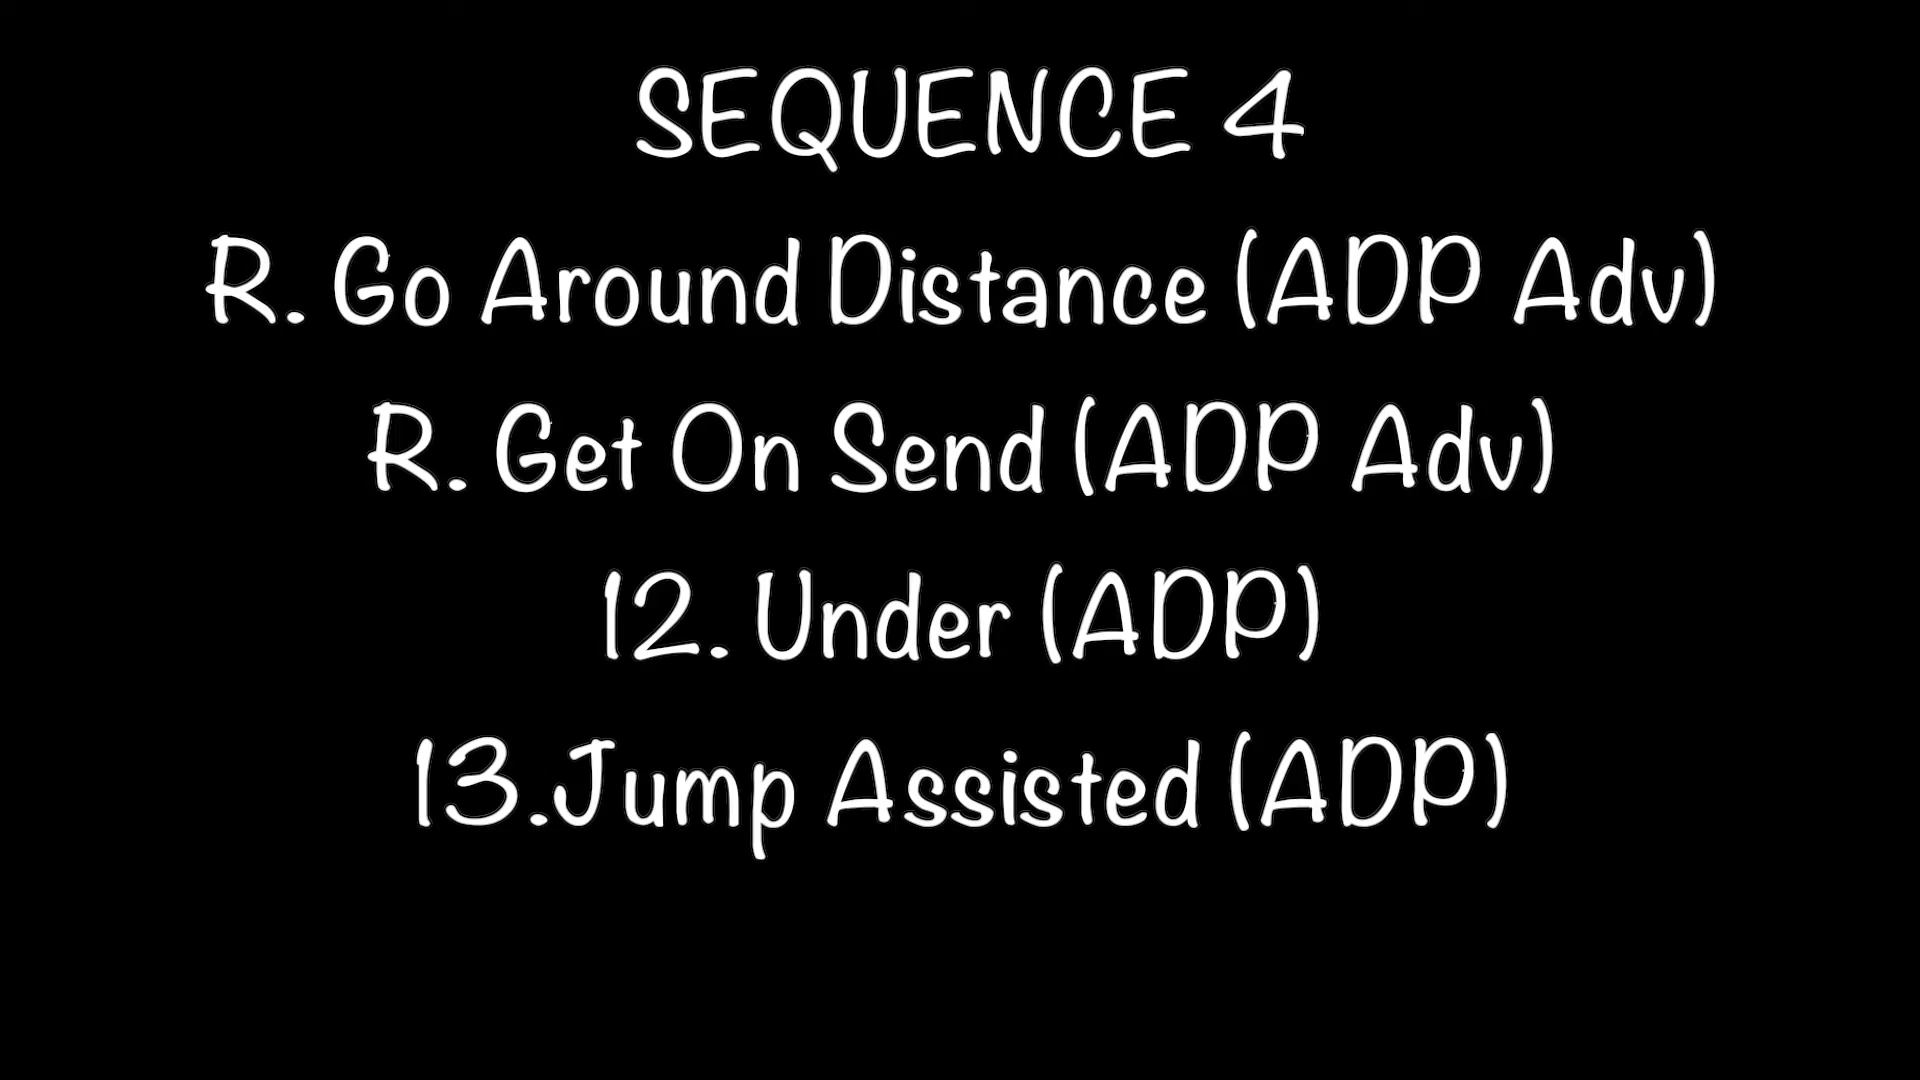 SEQUENCE 4
R. Go Around Distance (ADP Adv)
R. Get On Send (ADP Adv)
12. Under (ADP)
13.Jump Assisted (ADP)